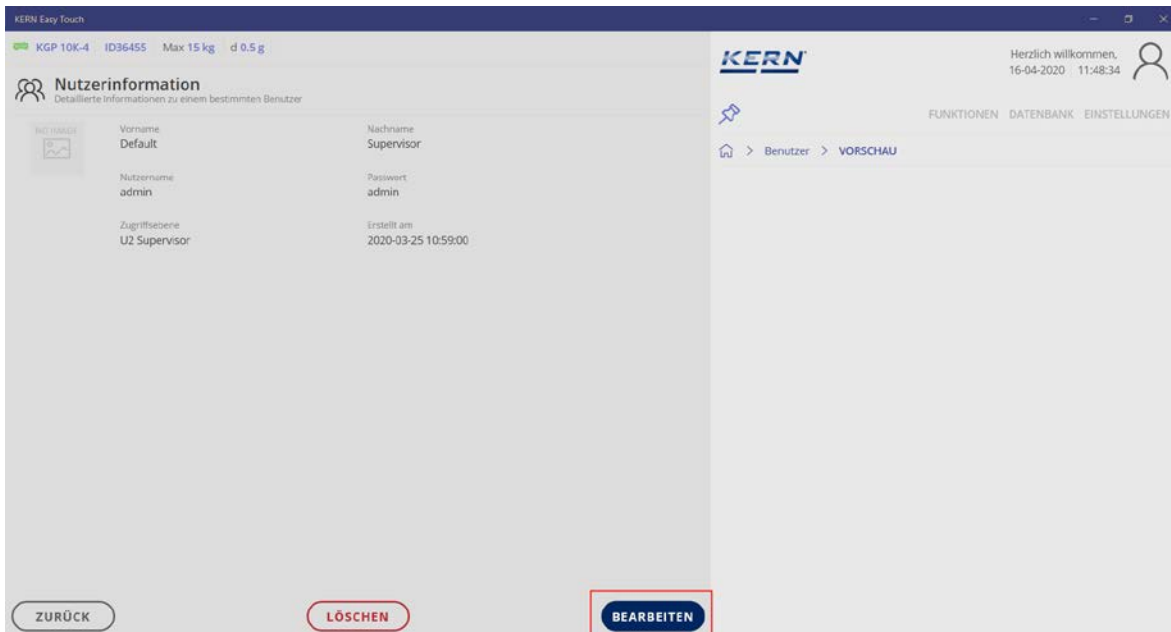 KERN Easy Touch
KGP 10K-4 ID36455 Max 15 kg d 0.5 g
Nutzerinformation
Detaillierte Informationen zu einem bestimmten Benutzer
NO IMAGE
Vorname
Default
Nachname
Supervisor
Nutzername
admin
Passwort
admin
Zugriffsebene
U2 Supervisor
Erstellt am
2020-03-25 10:59:00
ZURÜCK
LÖSCHEN
BEARBEITEN
KERN
Herzlich willkommen,
16-04-2020 11:48:34
FUNKTIONEN DATENBANK EINSTELLUNGEN
> Benutzer > VORSCHAU